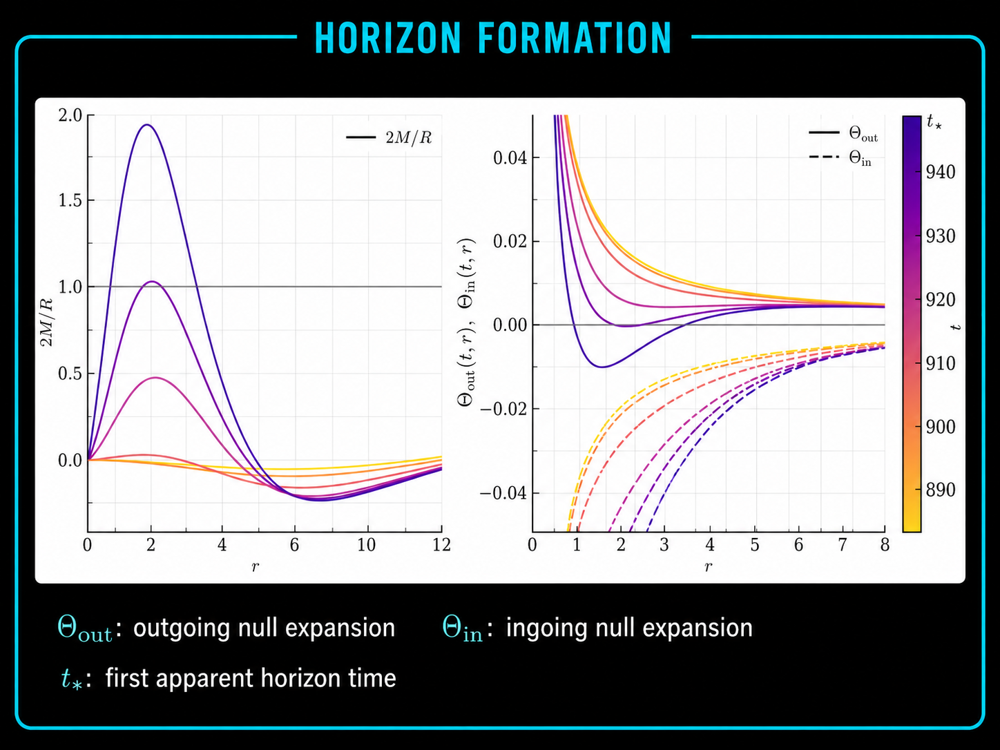 HORIZON FORMATION
2M/R
2.0
1.5
1.0
0.5
0.0
2M/R
0 2 4 6 10 12
r
Θout
Θin
0.04
0.02
0.00
−0.02
−0.04
Θout(t, r), Θin(t, r)
0 1 2 3 4 5 6 7 8
r
t*
940
930
920
910
900
890
t
Θout: outgoing null expansion Θin: ingoing null expansion
t*: first apparent horizon time